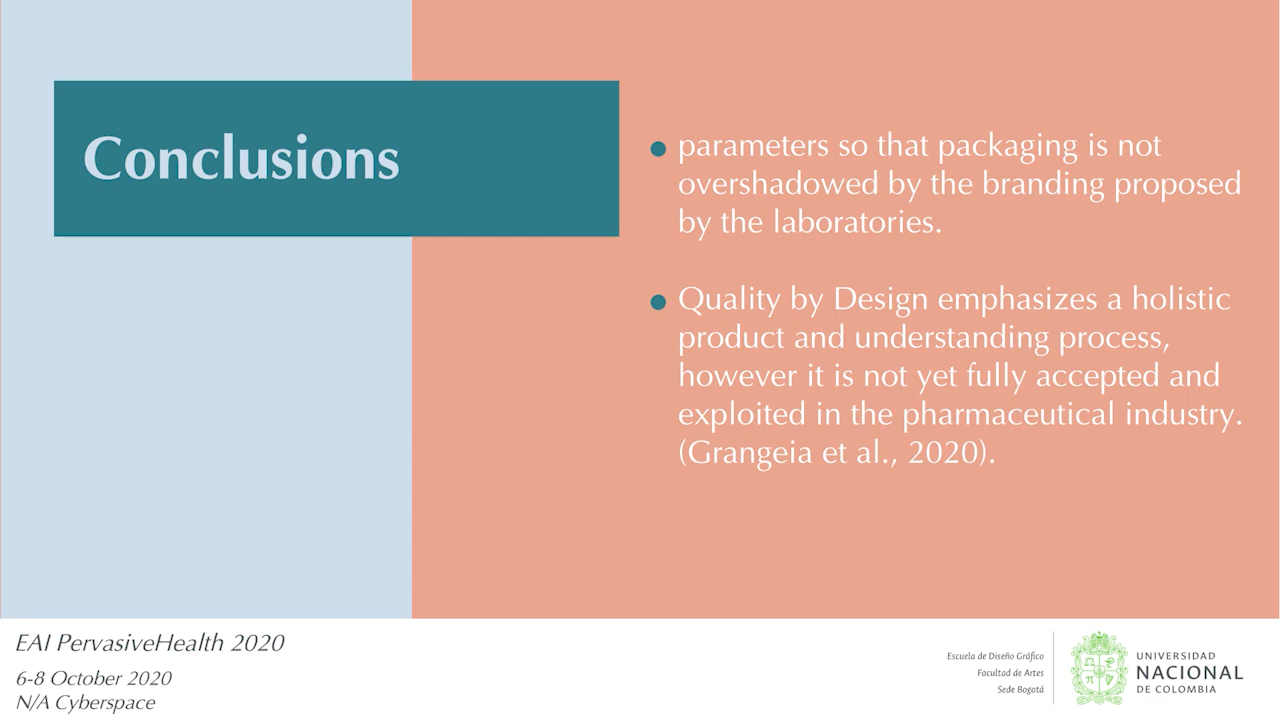 Conclusions
● parameters so that packaging is not
overshadowed by the branding proposed
by the laboratories.
● Quality by Design emphasizes a holistic
product and understanding process,
however it is not yet fully accepted and
exploited in the pharmaceutical industry.
(Grangeia et al., 2020).
EAI PervasiveHealth 2020
6-8 October 2020
N/A Cyberspace
Escuela de Diseño Gráfico
Facultad de Artes
Sede Bogotá
UNIVERSIDAD
NACIONAL
DE COLOMBIA